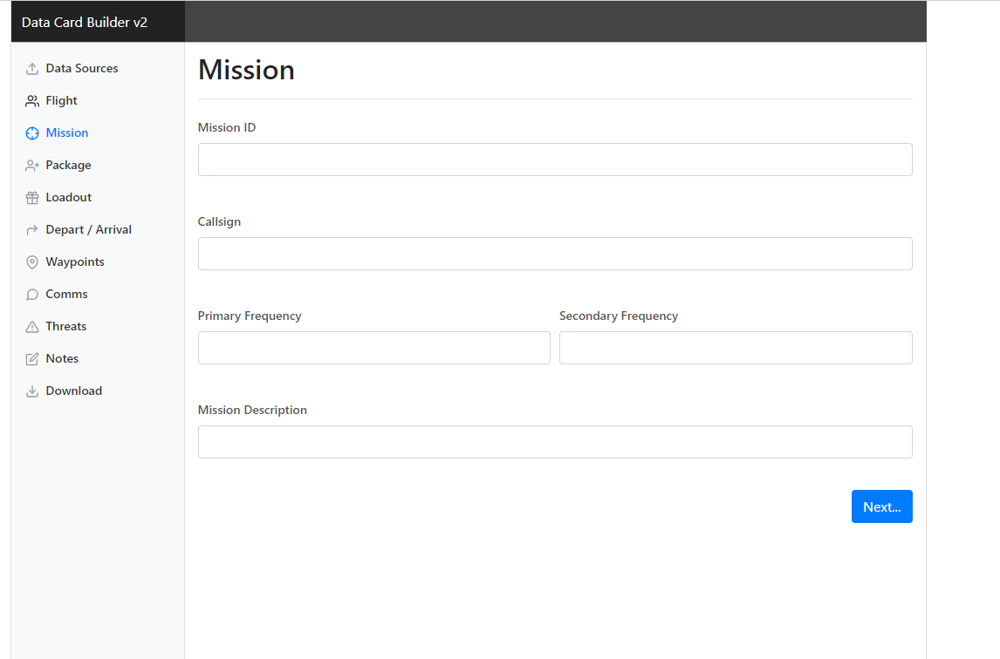 Data Card Builder v2
Data Sources
Flight
Mission
Package
Loadout
Depart / Arrival
Waypoints
Comms
Threats
Notes
Download
Mission
Mission ID
Callsign
Primary Frequency
Secondary Frequency
Mission Description
Next...